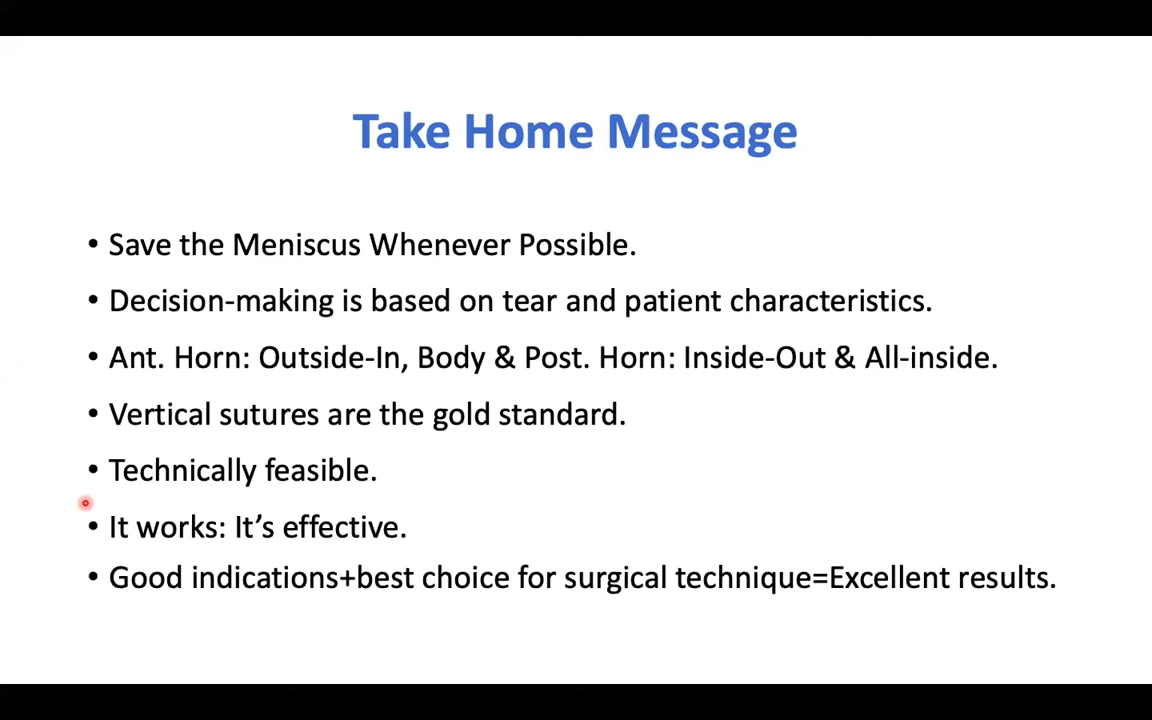 Take Home Message
• Save the Meniscus Whenever Possible.
• Decision-making is based on tear and patient characteristics.
• Ant. Horn: Outside-In, Body & Post. Horn: Inside-Out & All-inside.
• Vertical sutures are the gold standard.
• Technically feasible.
• It works: It’s effective.
• Good indications+best choice for surgical technique=Excellent results.